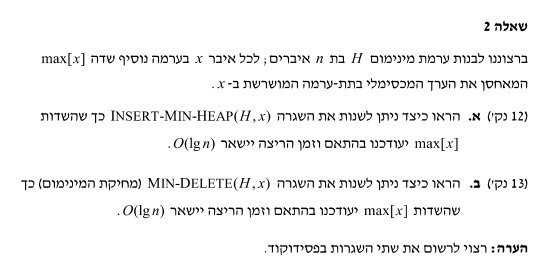 שאלה 2
ברצוננו לבנות ערמת מינימום H בת n איברים; לכל איבר x בערמה נוסיף שדה max[x]
המאחסן את הערך המכסימלי בתת-ערמה המושרשת ב- x.
(12 נקי) א. הראו כיצד ניתן לשנות את השגרה INSERT-MIN-HEAP(H, x) כך שהשדות
max[x] יעודכנו בהתאם וזמן הריצה יישאר O(lg n).
(13 נקי) ב. הראו כיצד ניתן לשנות את השגרה MIN-DELETE(H, x) (מחיקת המינימום) כך
שהשדות max[x] יעודכנו בהתאם וזמן הריצה יישאר O(lg n).
הערה: רצוי לרשום את שתי השגרות בפסידוקוד.